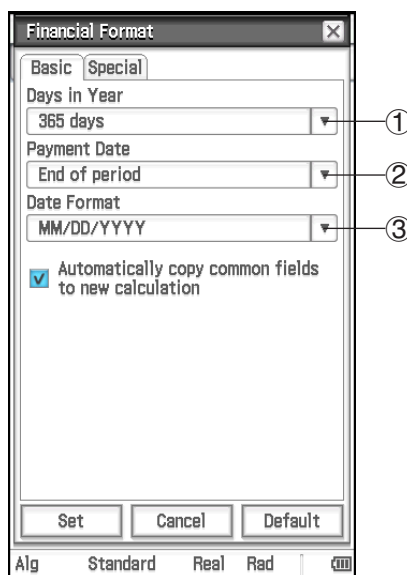 Financial Format
Basic Special
Days in Year
365 days
①
Payment Date
End of period
②
Date Format
MM/DD/YYYY
③
Automatically copy common fields
to new calculation
Set Cancel Default
Alg Standard Real Rad